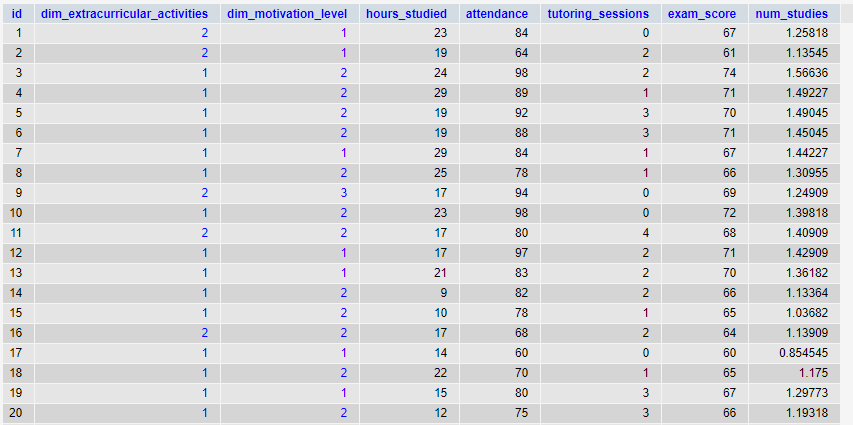 id dim_extracurricular_activities dim_motivation_level hours_studied attendance tutoring_sessions exam_score num_studies
1 2 1 23 84 0 67 1.25818
2 2 1 19 64 2 61 1.13545
3 1 2 24 98 2 74 1.56636
4 1 2 29 89 1 71 1.49227
5 1 2 19 92 3 70 1.49045
6 1 2 19 88 3 71 1.45045
7 1 1 29 84 1 67 1.44227
8 1 2 25 78 1 66 1.30955
9 2 3 17 94 0 69 1.24909
10 1 2 23 98 0 72 1.39818
11 2 2 17 80 4 68 1.40909
12 1 1 17 97 2 71 1.42909
13 1 1 21 83 2 70 1.36182
14 1 2 9 82 2 66 1.13364
15 1 2 10 78 1 65 1.03682
16 2 2 17 68 2 64 1.13909
17 1 1 14 60 0 60 0.854545
18 1 2 22 70 1 65 1.175
19 1 1 15 80 3 67 1.29773
20 1 2 12 75 3 66 1.19318